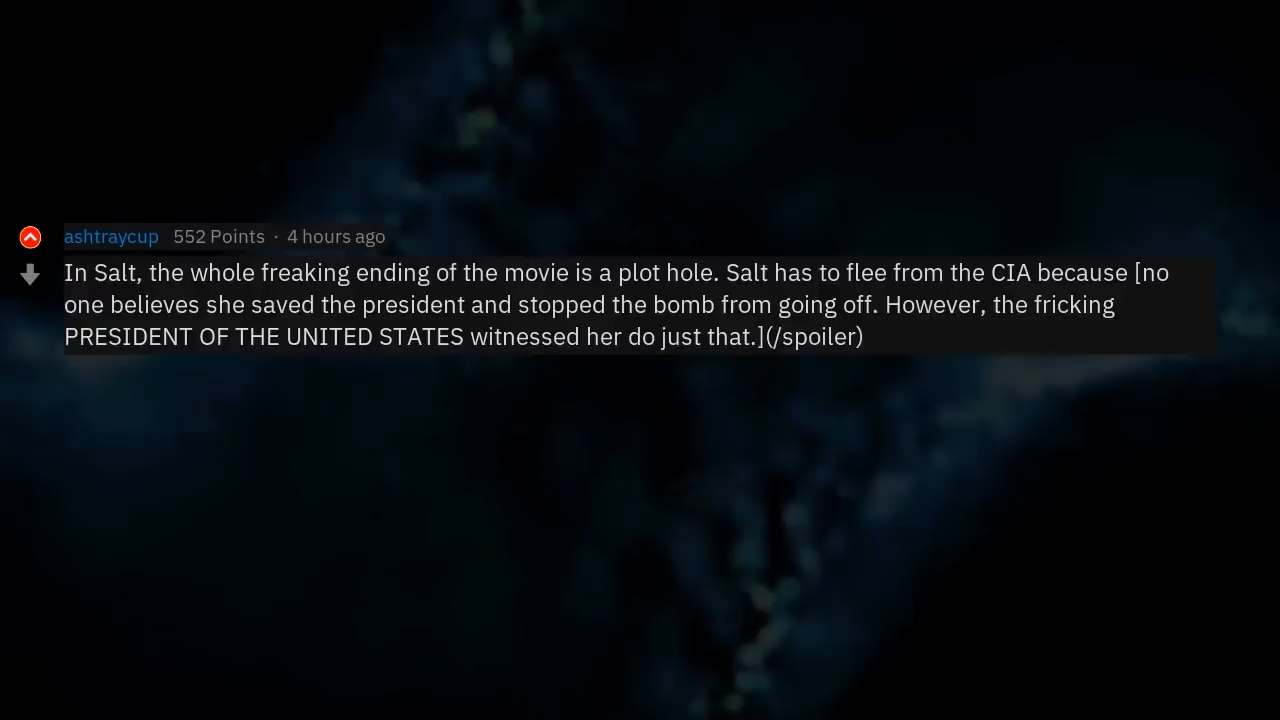 ashtraycup 552 Points · 4 hours ago
In Salt, the whole freaking ending of the movie is a plot hole. Salt has to flee from the CIA because [no
one believes she saved the president and stopped the bomb from going off. However, the fricking
PRESIDENT OF THE UNITED STATES witnessed her do just that.](/spoiler)